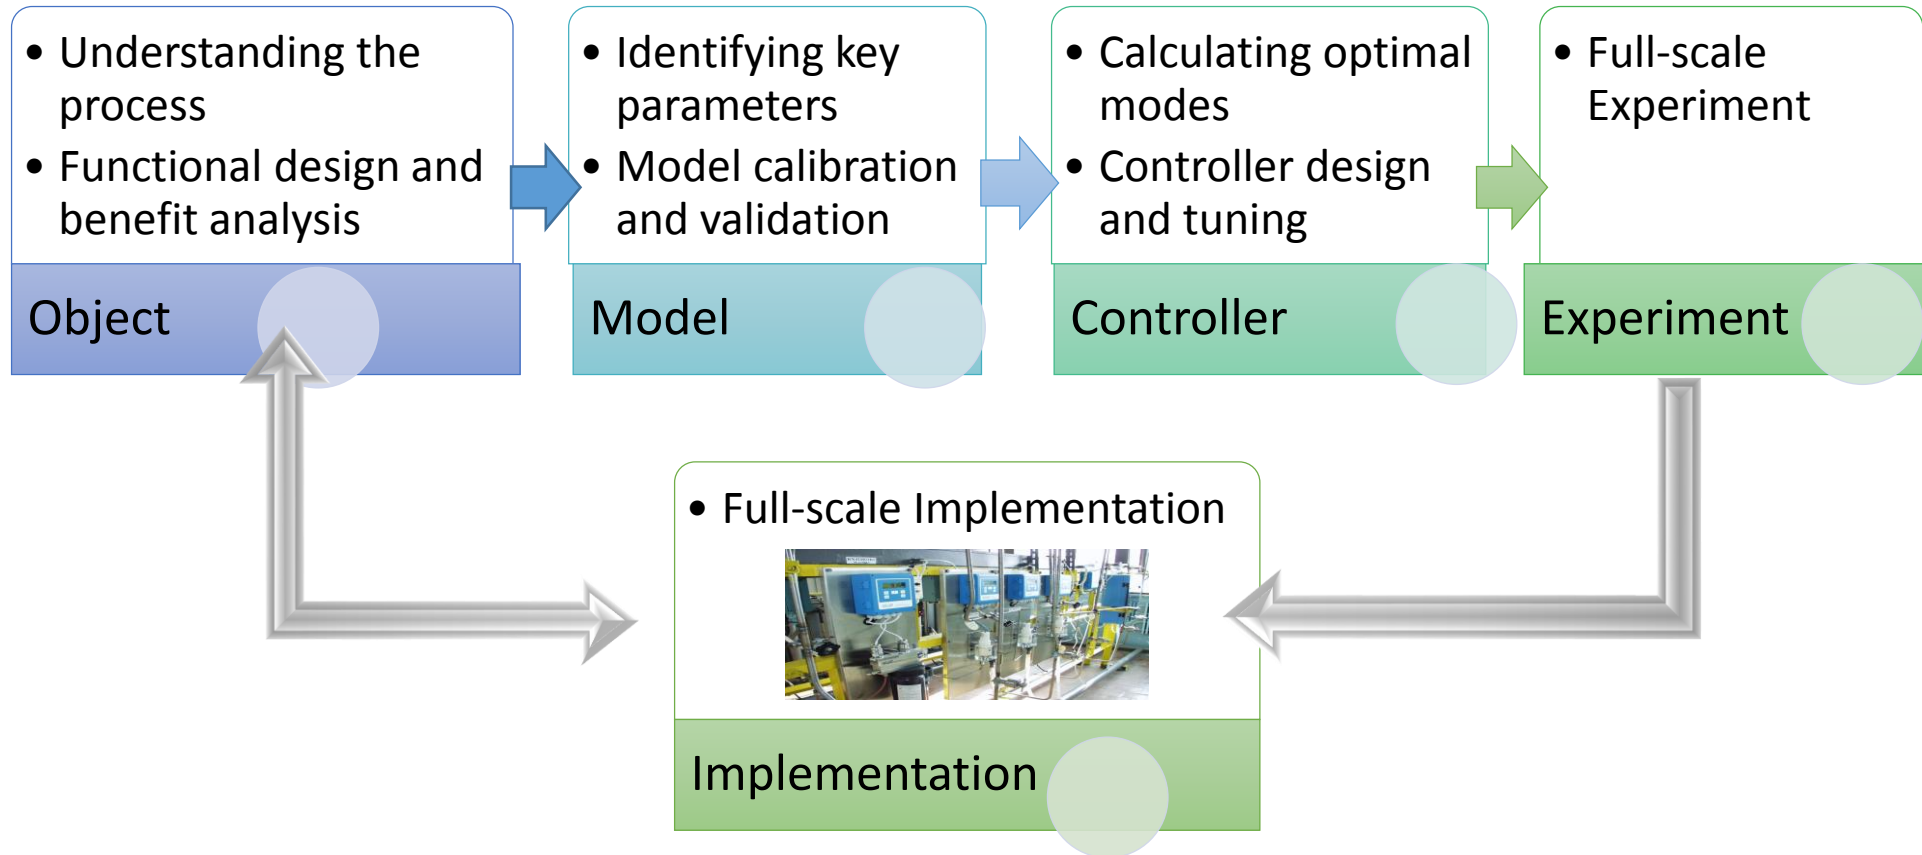 • Understanding the
process
• Functional design and
benefit analysis
Object
• Identifying key
parameters
• Model calibration
and validation
Model
• Calculating optimal
modes
• Controller design
and tuning
Controller
• Full-scale
Experiment
Experiment
• Full-scale Implementation
Implementation